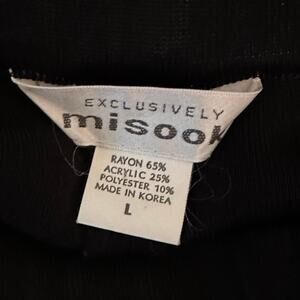 EXCLUSIVELY
misook
RAYON 65%
ACRYLIC 25%
POLYESTER 10%
MADE IN KOREA
L